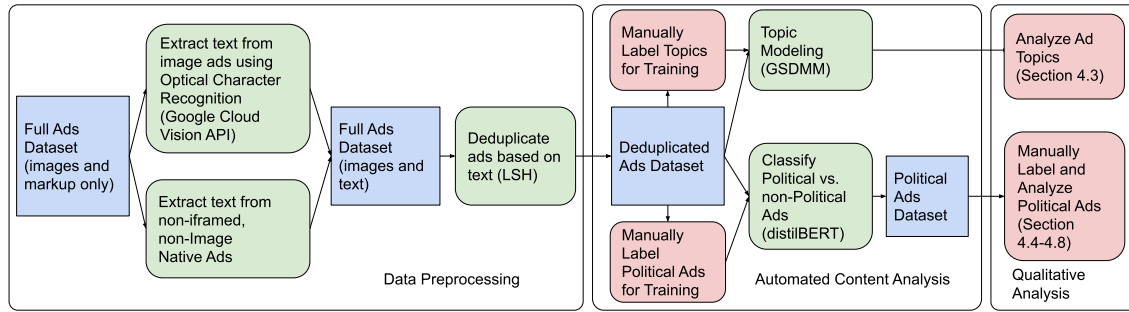 Full Ads
Dataset
(images and
markup only)
Extract text from
image ads using
Optical Character
Recognition
(Google Cloud
Vision API)
Extract text from
non-iframed,
non-Image
Native Ads
Full Ads
Dataset
(images and
text)
Deduplicate
ads based on
text (LSH)
Data Preprocessing
Manually
Label Topics
for Training
Deduplicated
Ads Dataset
Manually
Label
Political Ads
for Training
Topic
Modeling
(GSDMM)
Classify
Political vs.
non-Political
Ads
(distilBERT)
Political
Ads
Dataset
Automated Content Analysis
Analyze Ad
Topics
(Section 4.3)
Manually
Label and
Analyze
Political Ads
(Section
4.4-4.8)
Qualitative
Analysis